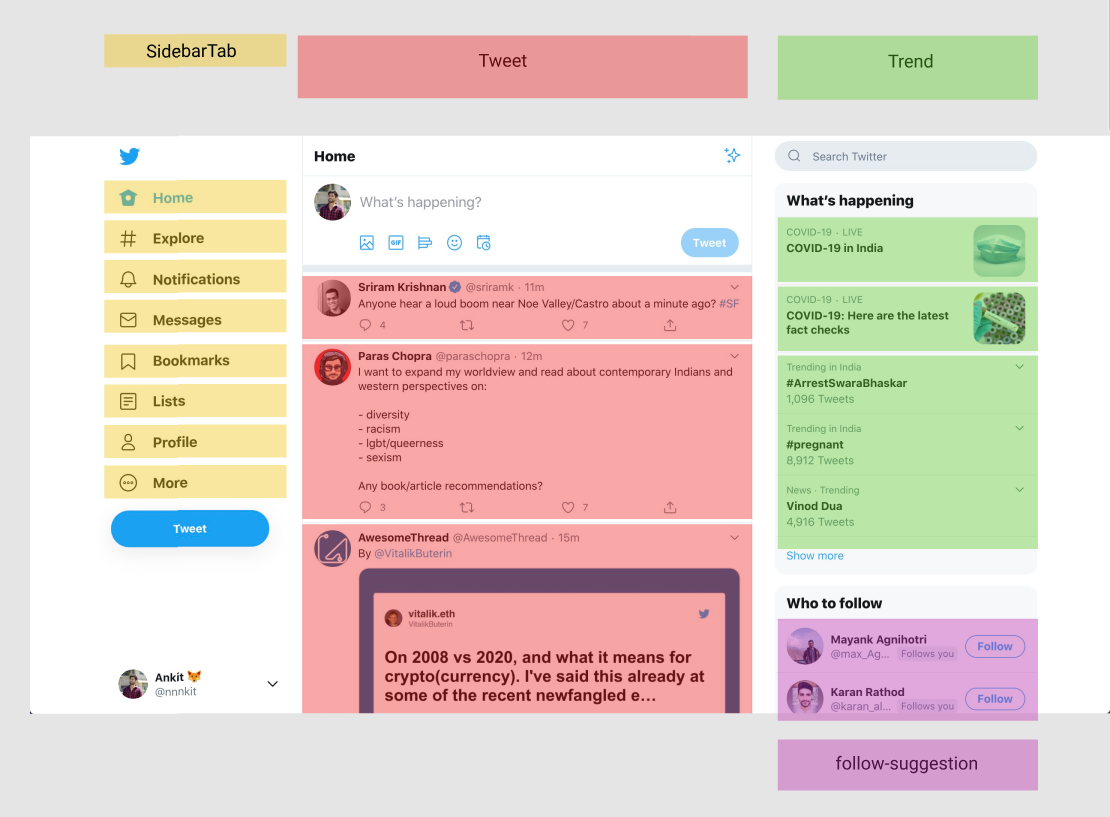 SidebarTab
Tweet
Trend
Home
Explore
Notifications
Messages
Bookmarks
Lists
Profile
More
Tweet
Ankit 🦊
@nnnkit
Home
What's happening?
GIF
Tweet
Sriram Krishnan @sriramk · 11m
Anyone hear a loud boom near Noe Valley/Castro about a minute ago? #SF
4 7
Paras Chopra @paraschopra · 12m
I want to expand my worldview and read about contemporary Indians and
western perspectives on:
- diversity
- racism
- lgbt/queerness
- sexism
Any book/article recommendations?
3 7
AwesomeThread @AwesomeThread · 15m
By @VitalikButerin
vitalik.eth
VitalikButerin
On 2008 vs 2020, and what it means for
crypto(currency). I've said this already at
some of the recent newfangled e...
Search Twitter
What's happening
COVID-19 · LIVE
COVID-19 in India
COVID-19 · LIVE
COVID-19: Here are the latest
fact checks
Trending in India
#ArrestSwaraBhaskar
1,096 Tweets
Trending in India
#pregnant
8,912 Tweets
News · Trending
Vinod Dua
4,916 Tweets
Show more
Who to follow
Mayank Agnihotri
@max_Ag... Follows you
Follow
Karan Rathod
@karan_al... Follows you
Follow
follow-suggestion